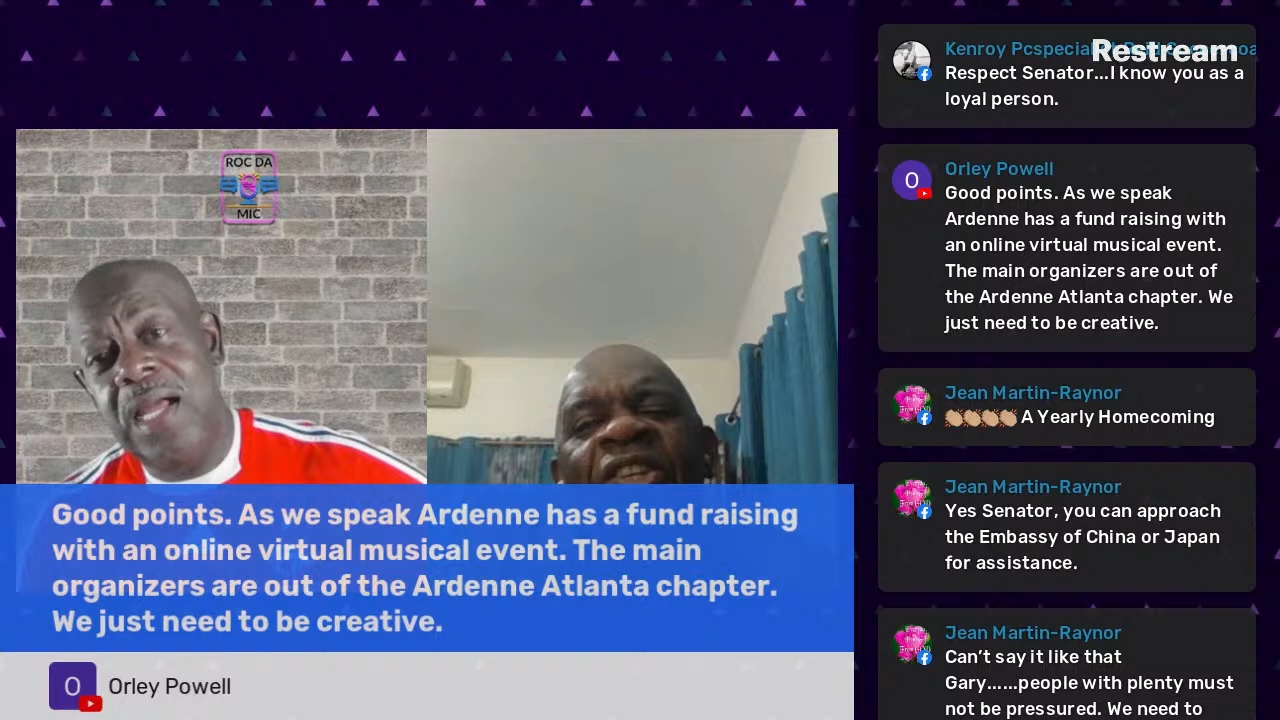 ROC DA
MIC
Good points. As we speak Ardenne has a fund raising
with an online virtual musical event. The main
organizers are out of the Ardenne Atlanta chapter.
We just need to be creative.
O
Orley Powell
Restream
Kenroy
Respect Senator...I know you as a
loyal person.
O
Orley Powell
Good points. As we speak
Ardenne has a fund raising with
an online virtual musical event.
The main organizers are out of
the Ardenne Atlanta chapter. We
just need to be creative.
Jean Martin-Raynor
👏🏼👏🏼👏🏼👏🏼 A Yearly Homecoming
Jean Martin-Raynor
Yes Senator, you can approach
the Embassy of China or Japan
for assistance.
Jean Martin-Raynor
Can't say it like that
Gary......people with plenty must
not be pressured. We need to